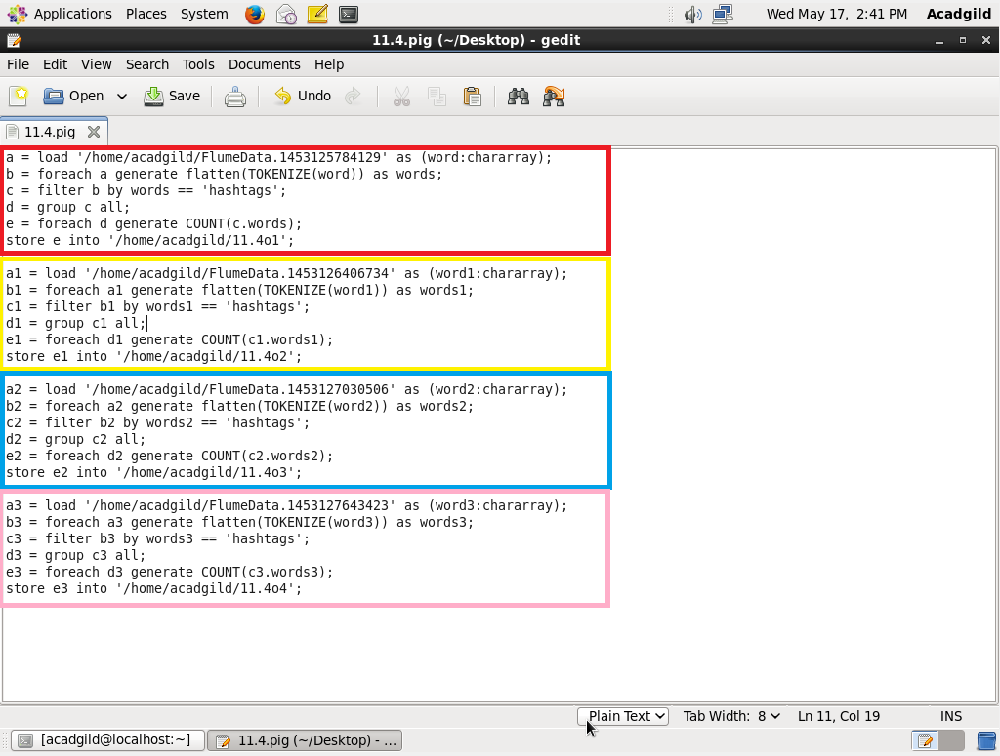 Applications Places System Wed May 17, 2:41 PM Acadgild
11.4.pig (~/Desktop) - gedit
File Edit View Search Tools Documents Help
Open Save Undo
11.4.pig
a = load '/home/acadgild/FlumeData.1453125784129' as (word:chararray);
b = foreach a generate flatten(TOKENIZE(word)) as words;
c = filter b by words == 'hashtags';
d = group c all;
e = foreach d generate COUNT(c.words);
store e into '/home/acadgild/11.4o1';
a1 = load '/home/acadgild/FlumeData.1453126406734' as (word1:chararray);
b1 = foreach a1 generate flatten(TOKENIZE(word1)) as words1;
c1 = filter b1 by words1 == 'hashtags';
d1 = group c1 all;
e1 = foreach d1 generate COUNT(c1.words1);
store e1 into '/home/acadgild/11.4o2';
a2 = load '/home/acadgild/FlumeData.1453127030506' as (word2:chararray);
b2 = foreach a2 generate flatten(TOKENIZE(word2)) as words2;
c2 = filter b2 by words2 == 'hashtags';
d2 = group c2 all;
e2 = foreach d2 generate COUNT(c2.words2);
store e2 into '/home/acadgild/11.4o3';
a3 = load '/home/acadgild/FlumeData.1453127643423' as (word3:chararray);
b3 = foreach a3 generate flatten(TOKENIZE(word3)) as words3;
c3 = filter b3 by words3 == 'hashtags';
d3 = group c3 all;
e3 = foreach d3 generate COUNT(c3.words3);
store e3 into '/home/acadgild/11.4o4';
Plain Text Tab Width: 8 Ln 11, Col 19 INS
[acadgild@localhost:~] 11.4.pig (~/Desktop) - ...